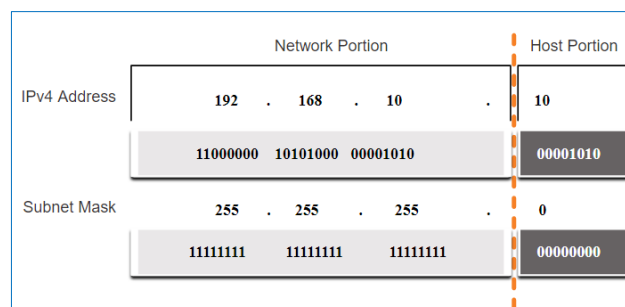 Network Portion Host Portion
IPv4 Address 192 . 168 . 10 . 10
11000000 10101000 00001010 00001010
Subnet Mask 255 . 255 . 255 . 0
11111111 11111111 11111111 00000000